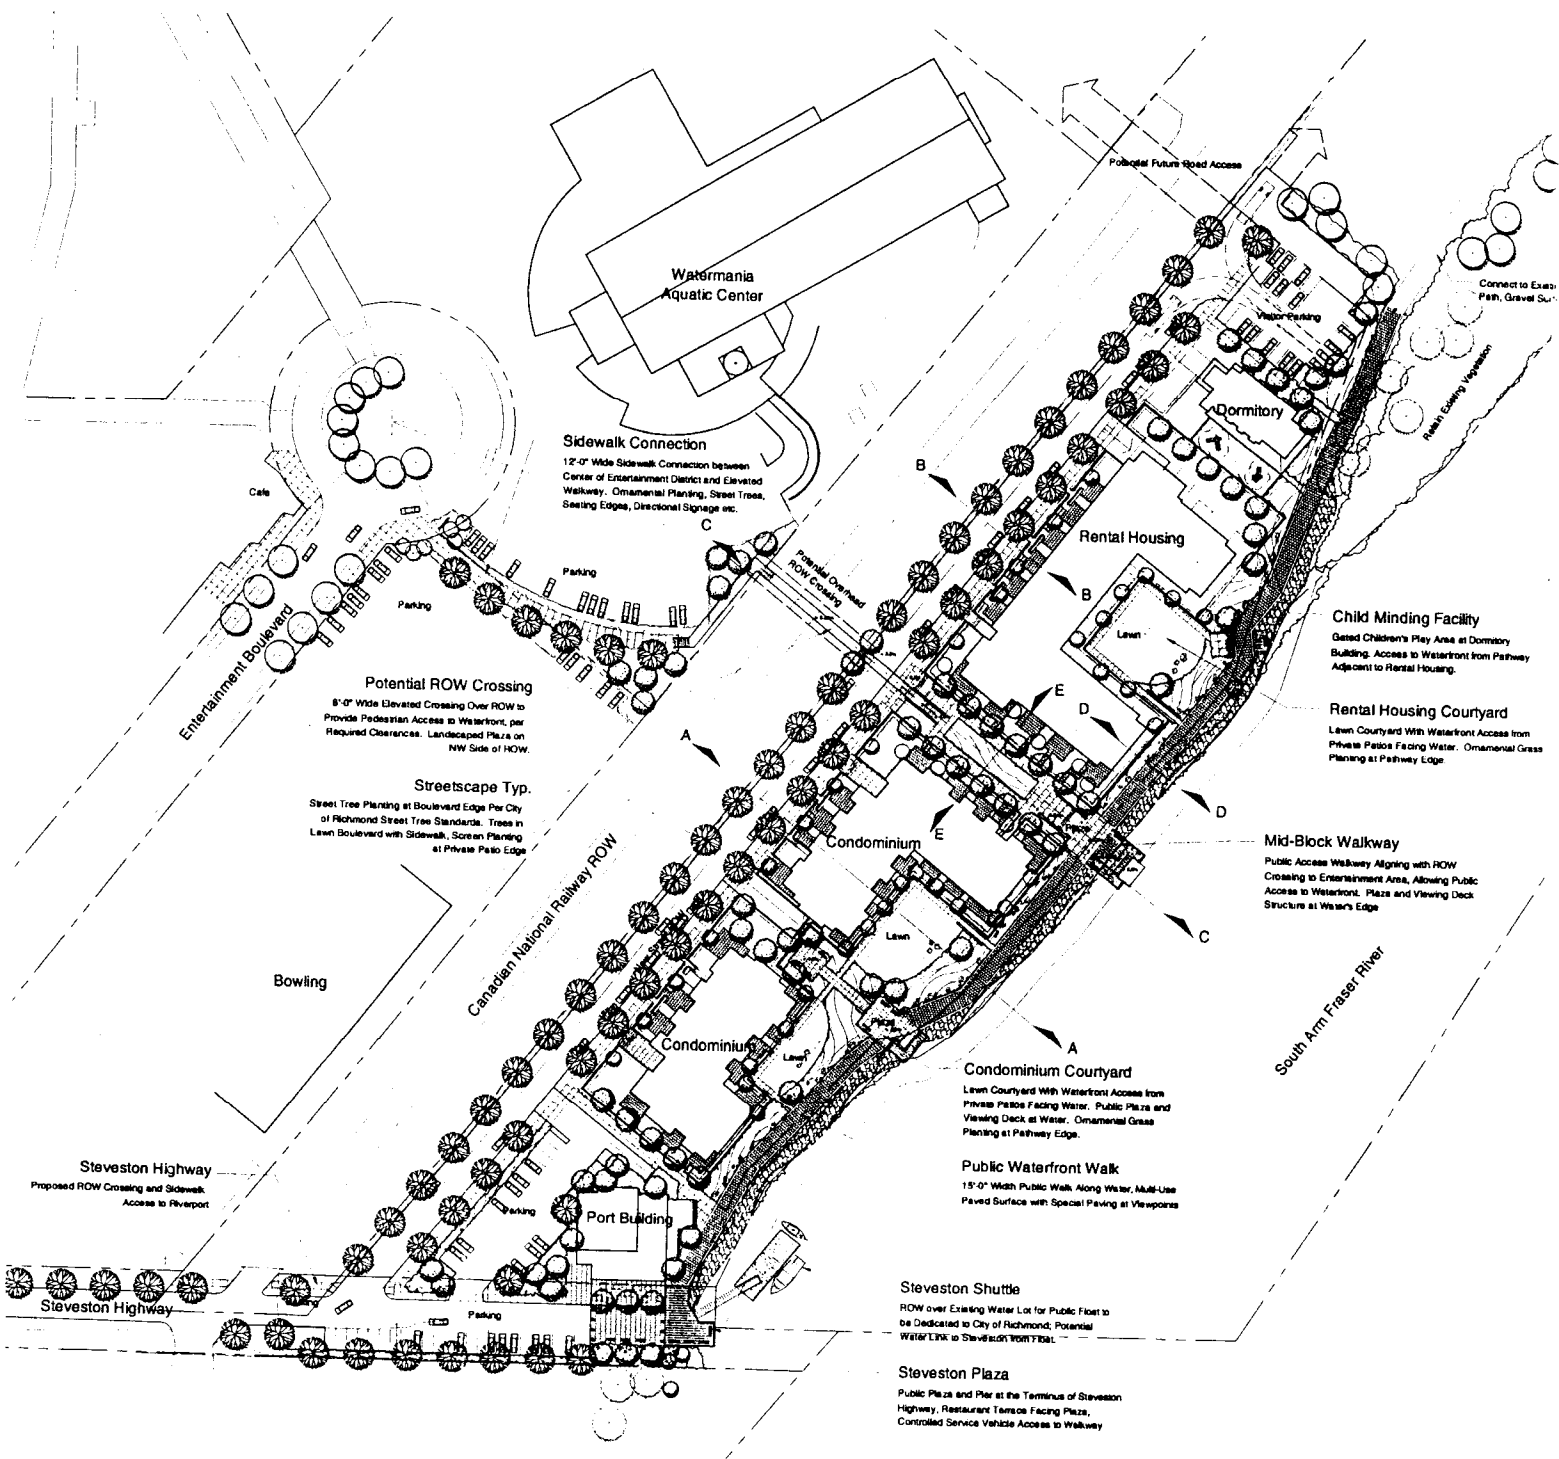 Potential Future Road Access
Watermania
Aquatic Center
Connect to
Path, Gravel
Visitor Parking
Retain Existing Vegetation
Dormitory
Sidewalk Connection
12'-0" Wide Sidewalk Connection between
Center of Entertainment District and Elevated
Walkway. Ornamental Planting, Street Trees,
Seating Edges, Directional Signage etc.
B
C
Cafe
Rental Housing
Potential Overhead
ROW Crossing
Parking
Parking
B
Entertainment Boulevard
Lawn
Child Minding Facility
Gated Children's Play Area at Dormitory
Building. Access to Waterfront from Pathway
Adjacent to Rental Housing.
Potential ROW Crossing
8'-0" Wide Elevated Crossing Over ROW to
Provide Pedestrian Access to Waterfront, per
Required Clearances. Landscaped Plaza on
NW Side of ROW.
E
D
A
Rental Housing Courtyard
Lawn Courtyard With Waterfront Access from
Private Patios Facing Water. Ornamental Grass
Planting at Pathway Edge.
Streetscape Typ.
Street Tree Planting at Boulevard Edge Per City
of Richmond Street Tree Standards. Trees in
Lawn Boulevard with Sidewalk, Screen Planting
at Private Patio Edge
D
E
Plaza
Condominium
Mid-Block Walkway
Public Access Walkway Aligning with ROW
Crossing to Entertainment Area, Allowing Public
Access to Waterfront. Plaza and Viewing Deck
Structure at Water's Edge
Canadian National Railway ROW
Lawn
C
Bowling
South Arm Fraser River
Plaza
Condominium
Lawn
A
Condominium Courtyard
Lawn Courtyard With Waterfront Access from
Private Patios Facing Water. Public Plaza and
Viewing Deck at Water. Ornamental Grass
Planting at Pathway Edge.
Steveston Highway
Proposed ROW Crossing and Sidewalk
Access to Riverport
Public Waterfront Walk
15'-0" Width Public Walk Along Water, Multi-Use
Paved Surface with Special Paving at Viewpoints
Parking
Port Building
Steveston Shuttle
ROW over Existing Water Lot for Public Float to
be Dedicated to City of Richmond; Potential
Water Link to Steveston from Float.
Steveston Highway
Parking
Steveston Plaza
Public Plaza and Pier at the Terminus of Steveston
Highway, Restaurant Terrace Facing Plaza,
Controlled Service Vehicle Access to Walkway